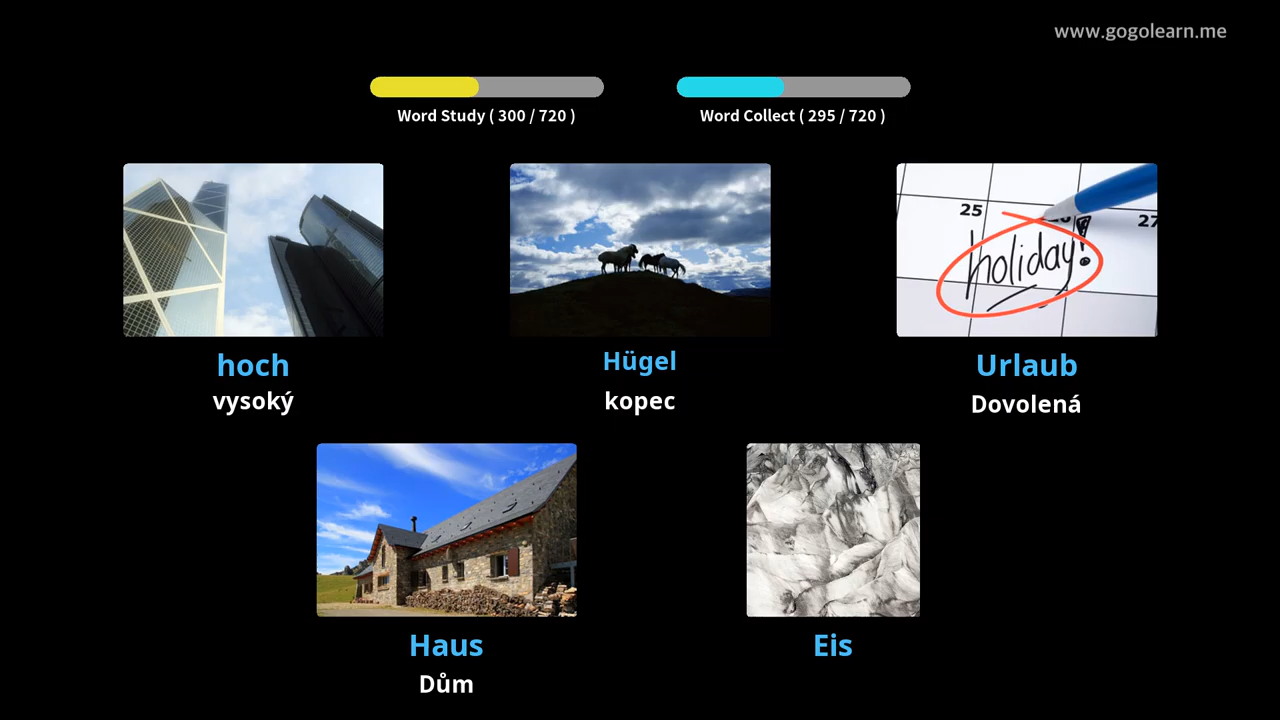 www.gogolearn.me
Word Study ( 300 / 720 )
Word Collect ( 295 / 720 )
25
27
holiday!
hoch
Hügel
Urlaub
vysoký
kopec
Dovolená
Haus
Eis
Dům